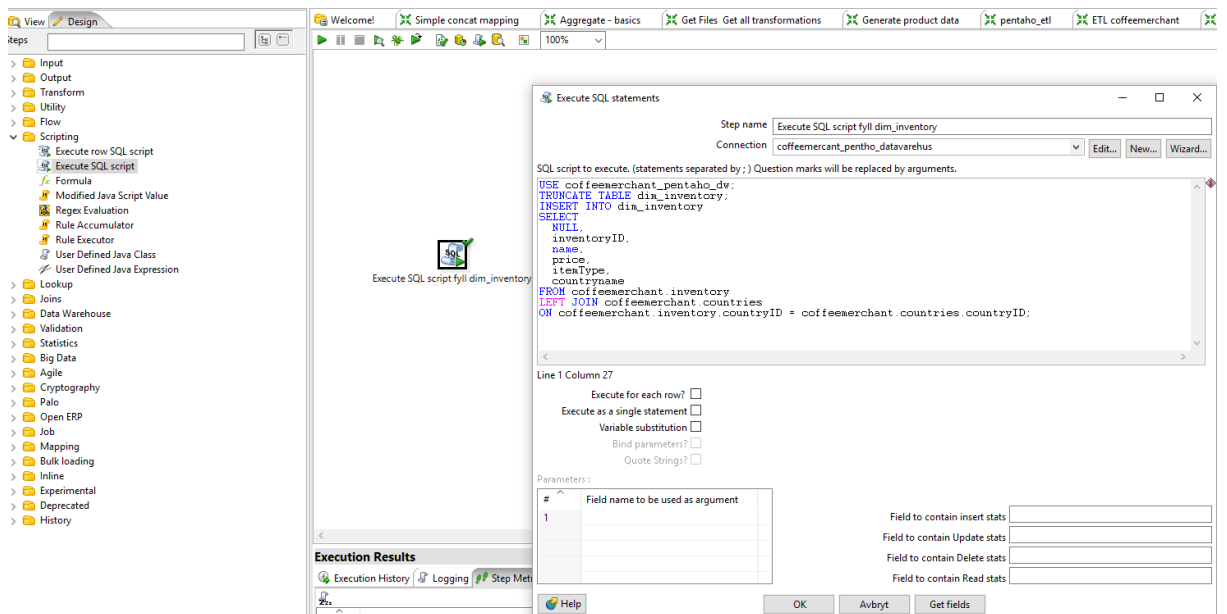 View Design
Steps
Input
Output
Transform
Utility
Flow
Scripting
Execute row SQL script
Execute SQL script
fx Formula
Modified Java Script Value
Regex Evaluation
Rule Accumulator
Rule Executor
User Defined Java Class
User Defined Java Expression
Lookup
Joins
Data Warehouse
Validation
Statistics
Big Data
Agile
Cryptography
Palo
Open ERP
Job
Mapping
Bulk loading
Inline
Experimental
Deprecated
History
Welcome! Simple concat mapping Aggregate - basics Get Files Get all transformations Generate product data pentaho_etl ETL coffeemerchant
100%
SQL
Execute SQL script fyll dim_inventory
Execution Results
Execution History Logging Step Met
Execute SQL statements
Step name Execute SQL script fyll dim_inventory
Connection coffeemercant_pentho_datavarehus Edit... New... Wizard...
SQL script to execute. (statements separated by ; ) Question marks will be replaced by arguments.
USE coffeemerchant_pentaho_dw;
TRUNCATE TABLE dim_inventory;
INSERT INTO dim_inventory
SELECT
NULL,
inventoryID,
name,
price,
itemType,
countryname
FROM coffeemerchant.inventory
LEFT JOIN coffeemerchant.countries
ON coffeemerchant.inventory.countryID = coffeemerchant.countries.countryID;
Line 1 Column 27
Execute for each row?
Execute as a single statement
Variable substitution
Bind parameters?
Quote Strings?
Parameters :
# Field name to be used as argument
1
Field to contain insert stats
Field to contain Update stats
Field to contain Delete stats
Field to contain Read stats
Help OK Avbryt Get fields